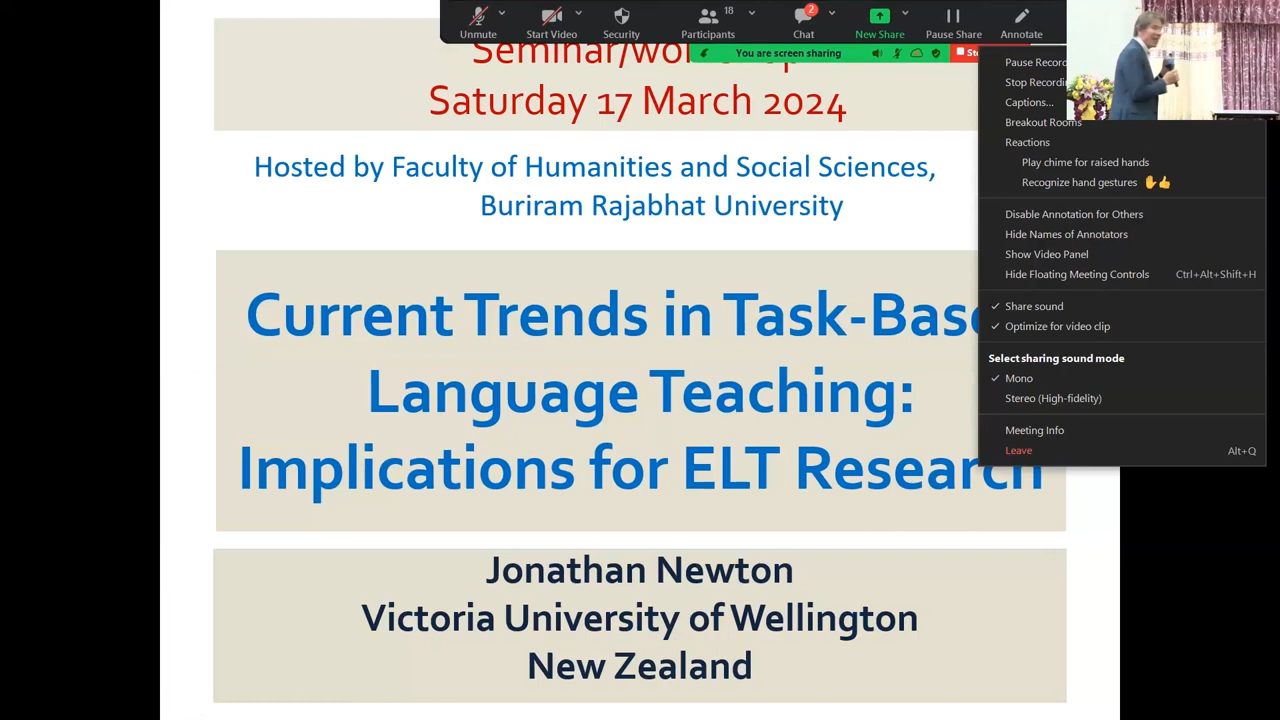 18
2
Unmute
Start Video
Security
Participants
Chat
New Share
Pause Share
Annotate
You are screen sharing
Saturday 17 March 2024
Hosted by Faculty of Humanities and Social Sciences,
Buriram Rajabhat University
Current Trends in
Language Teaching:
Implications for ELT Research
Jonathan Newton
Victoria University of Wellington
New Zealand
Pause
Stop
Captions...
Breakout Rooms
Reactions
Play chime for raised hands
Recognize hand gestures
Disable Annotation for Others
Hide Names of Annotators
Show Video Panel
Hide Floating Meeting Controls Ctrl+Alt+Shift+H
Share sound
Optimize for video clip
Select sharing sound mode
Mono
Stereo (High-fidelity)
Meeting Info
Leave Alt+Q